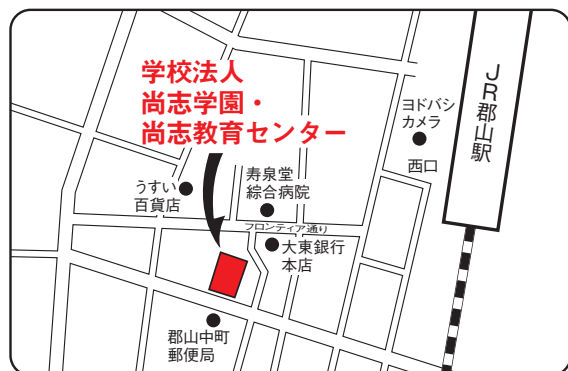 学校法人
尚志学園・
尚志教育センター
JR郡山駅
ヨドバシ
カメラ
西口
うすい
百貨店
寿泉堂
綜合病院
フロンティア通り
大東銀行
本店
郡山中町
郵便局